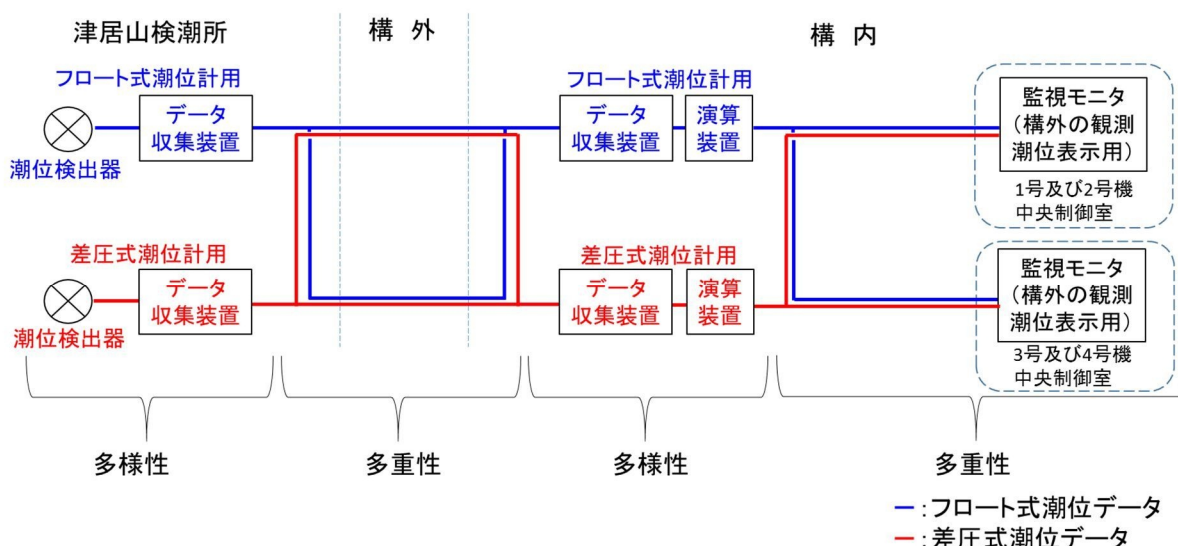 津居山検潮所
構 外
構 内
フロート式潮位計用
データ
収集装置
潮位検出器
フロート式潮位計用
データ
収集装置
演算
装置
監視モニタ
(構外の観測
潮位表示用)
1号及び2号機
中央制御室
差圧式潮位計用
データ
収集装置
潮位検出器
差圧式潮位計用
データ
収集装置
演算
装置
監視モニタ
(構外の観測
潮位表示用)
3号及び4号機
中央制御室
多様性
多重性
多様性
多重性
:フロート式潮位データ
:差圧式潮位データ